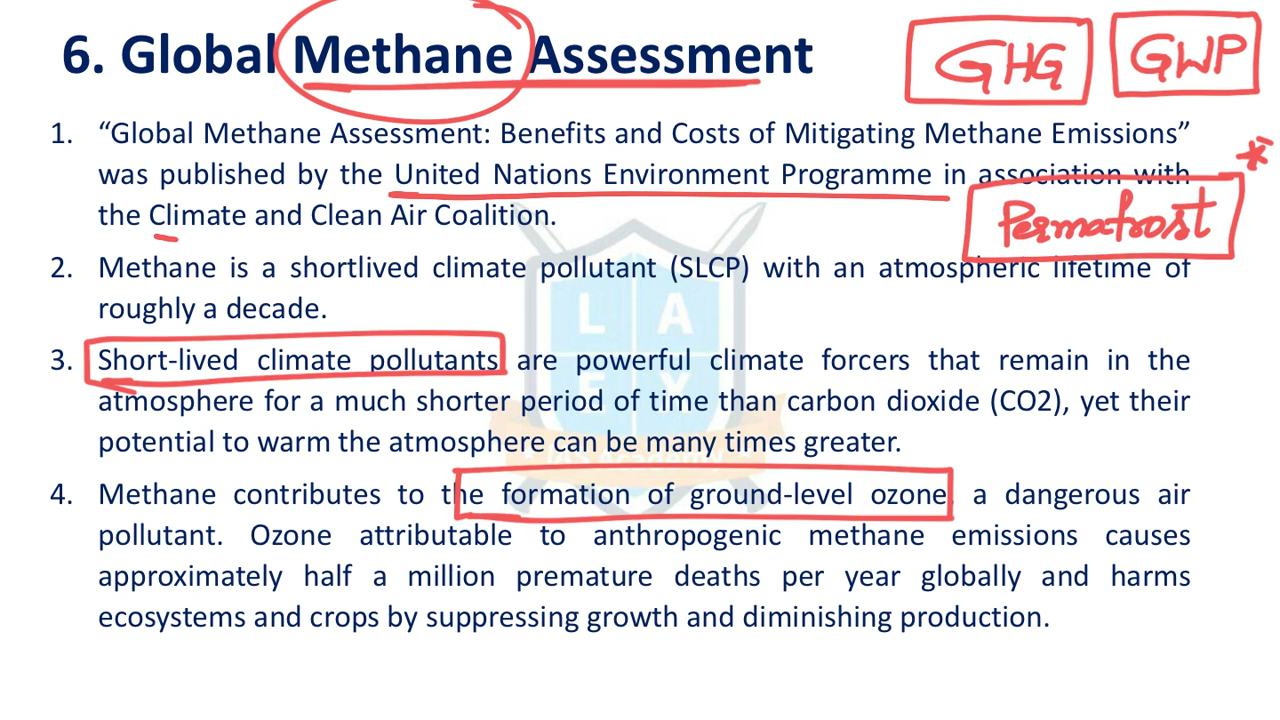 6. Global Methane Assessment
GHG
GWP
1. “Global Methane Assessment: Benefits and Costs of Mitigating Methane Emissions”
was published by the United Nations Environment Programme in association with
the Climate and Clean Air Coalition.
Permafrost
2. Methane is a shortlived climate pollutant (SLCP) with an atmospheric lifetime of
roughly a decade.
3. Short-lived climate pollutants are powerful climate forcers that remain in the
atmosphere for a much shorter period of time than carbon dioxide (CO2), yet their
potential to warm the atmosphere can be many times greater.
4. Methane contributes to the formation of ground-level ozone, a dangerous air
pollutant. Ozone attributable to anthropogenic methane emissions causes
approximately half a million premature deaths per year globally and harms
ecosystems and crops by suppressing growth and diminishing production.
L A
E X
IAS Academy